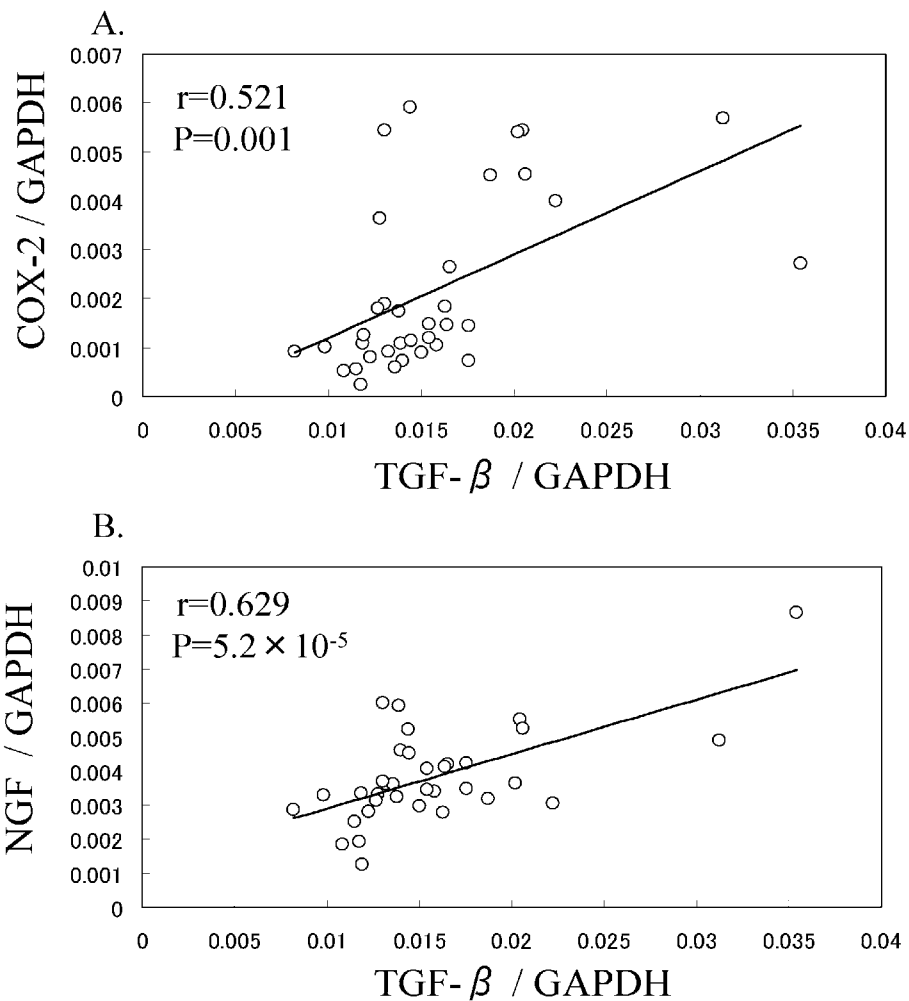 A.
0.007
0.006
0.005
0.004
0.003
0.002
0.001
0
COX-2 / GAPDH
r=0.521
P=0.001
0 0.005 0.01 0.015 0.02 0.025 0.03 0.035 0.04
TGF-β / GAPDH
B.
0.01
0.009
0.008
0.007
0.006
0.005
0.004
0.003
0.002
0.001
0
NGF / GAPDH
r=0.629
P=5.2×10⁻⁵
0 0.005 0.01 0.015 0.02 0.025 0.03 0.035 0.04
TGF-β / GAPDH